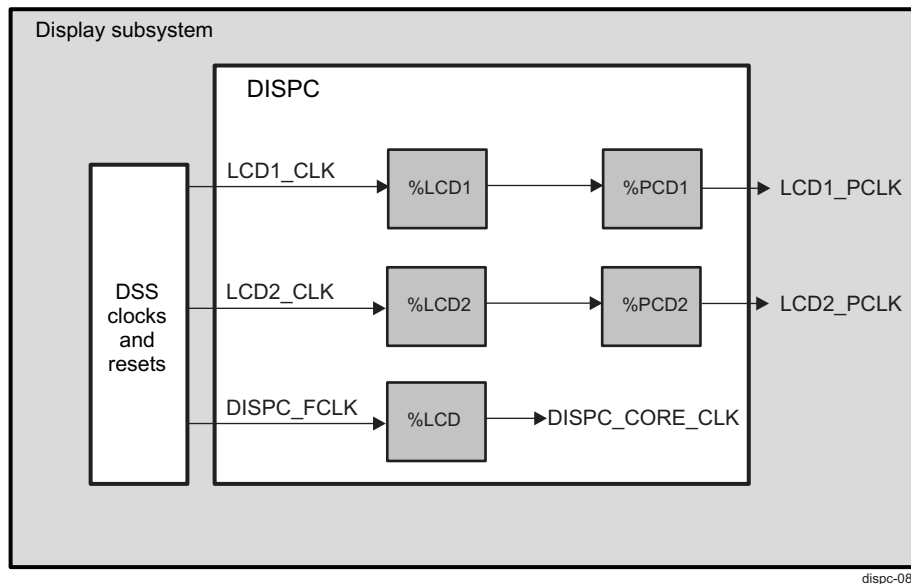 Display subsystem
DISPC
LCD1_CLK
%LCD1
%PCD1
LCD1_PCLK
DSS
clocks
and
resets
LCD2_CLK
%LCD2
%PCD2
LCD2_PCLK
DISPC_FCLK
%LCD
DISPC_CORE_CLK
dispc-08